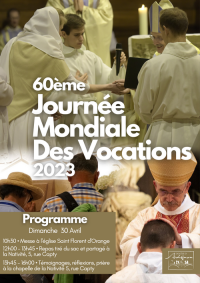 60ème
Journée
Mondiale
Des Vocations
2023
Programme
Dimanche 30 Avril
10h30 • Messe à l'église Saint Florent d'Orange
12h00 - 13h45 • Repas tiré du sac et partagé à
la Nativité, 5, rue Capty
13h45 - 16h00 • Témoignages, réflexions, prière
à la chapelle de la Nativité 5, rue Capty